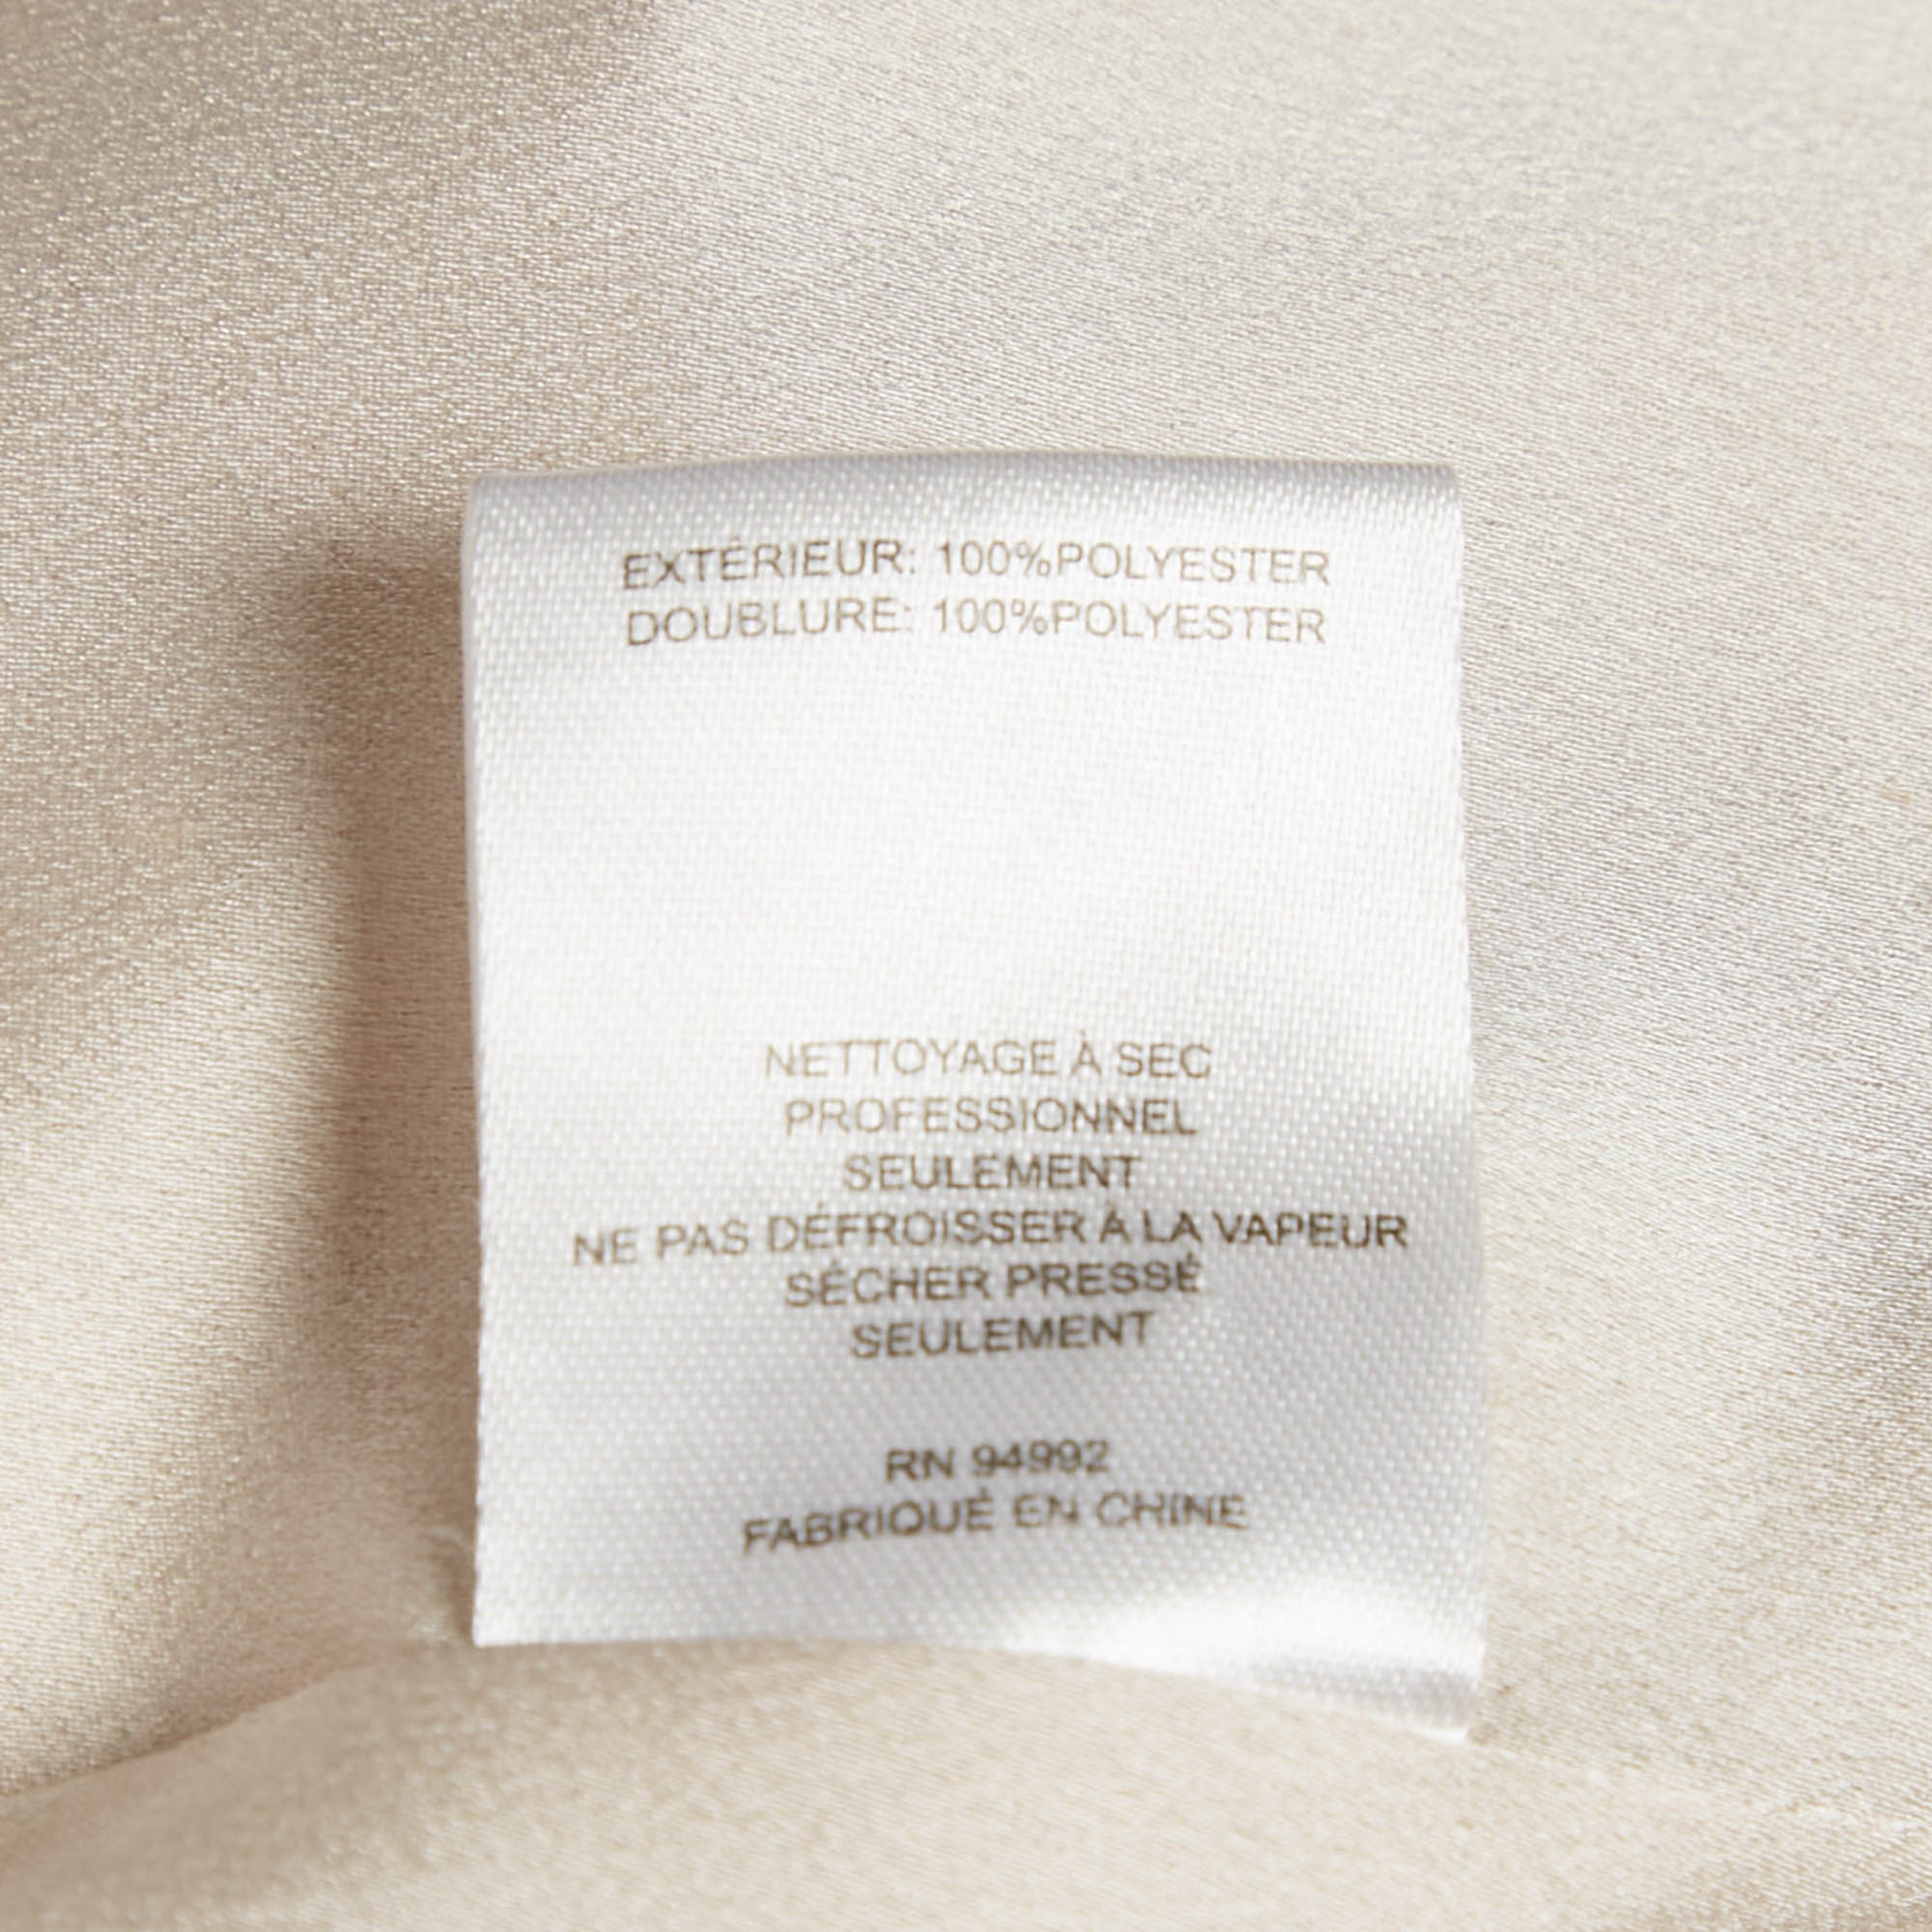 EXTÉRIEUR: 100%POLYESTER
DOUBLURE: 100%POLYESTER
NETTOYAGE À SEC
PROFESSIONNEL
SEULEMENT
NE PAS DÉFROISSER À LA VAPEUR
SÉCHER PRESSÉ
SEULEMENT
RN 94992
FABRIQUÉ EN CHINE